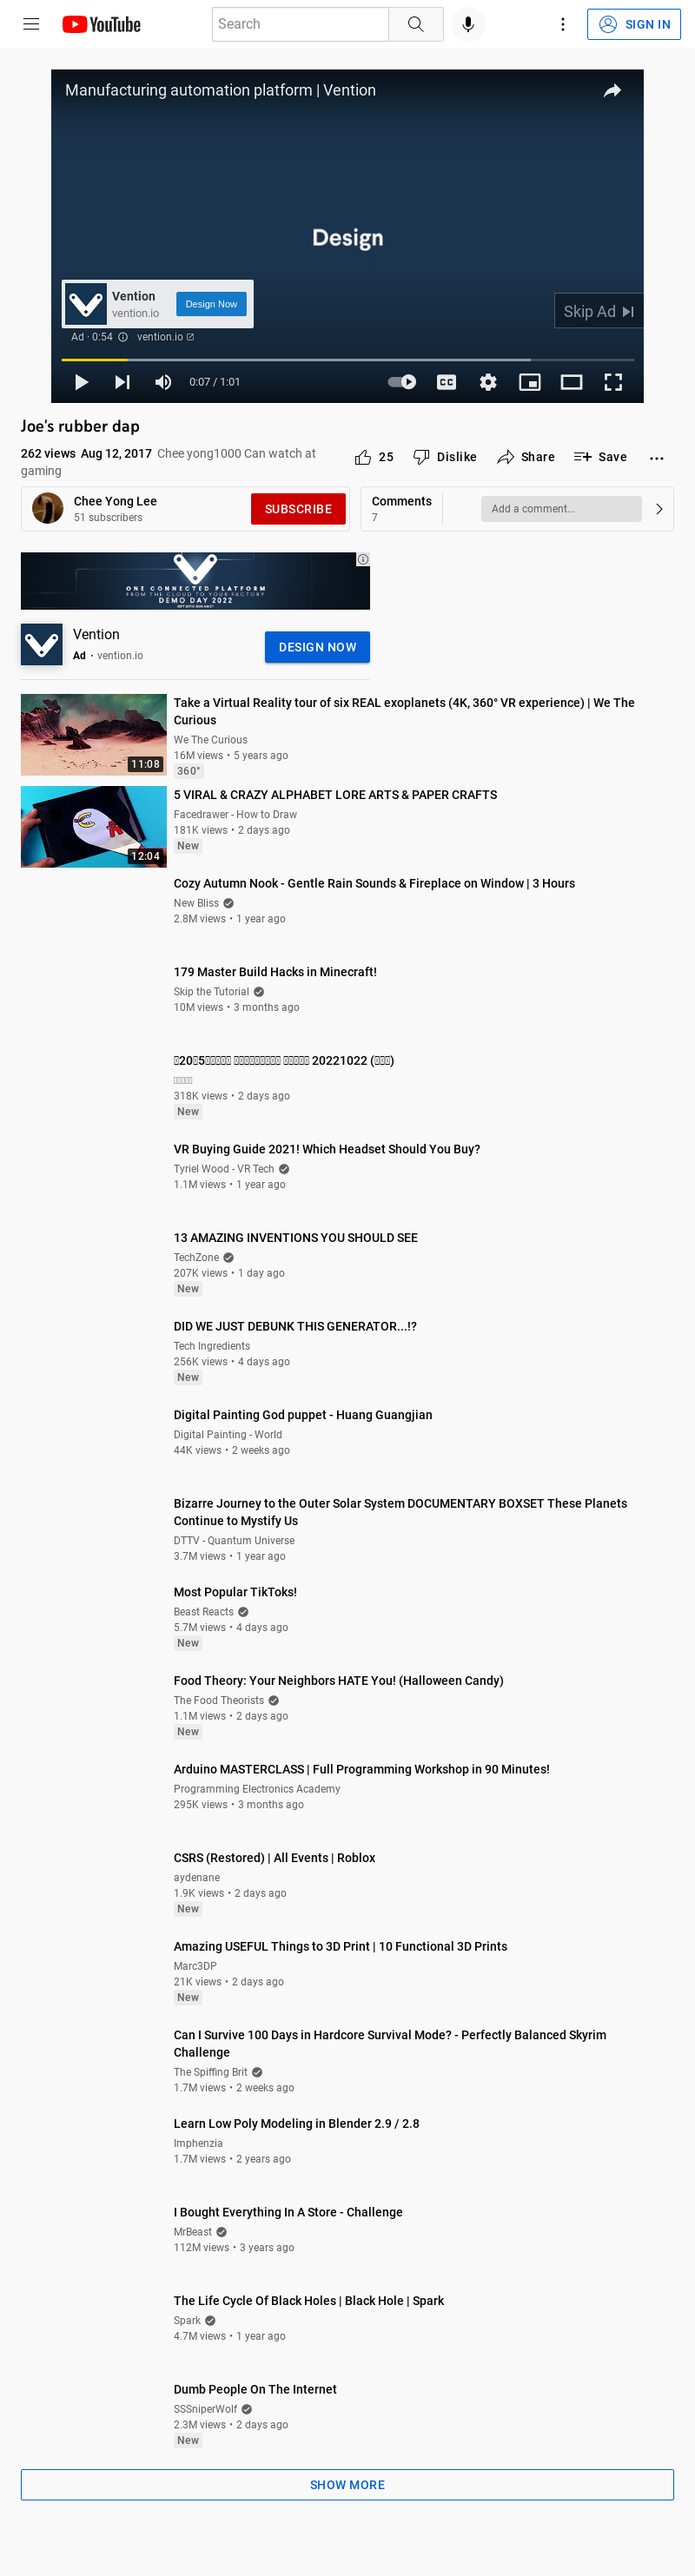 YouTube
Search
SIGN IN
Manufacturing automation platform | Vention
Design
Vention
vention.io
Design Now
Skip Ad
Ad · 0:54 vention.io
0:07 / 1:01
CC
Joe's rubber dap
262 views Aug 12, 2017 Chee yong1000 Can watch at
gaming
25 Dislike Share Save
Chee Yong Lee
51 subscribers
SUBSCRIBE
Comments
7
Add a comment...
ONE CONNECTED PLATFORM
FROM THE CLOUD TO YOUR FACTORY
DEMO DAY 2022
Vention
Ad • vention.io
DESIGN NOW
11:08
Take a Virtual Reality tour of six REAL exoplanets (4K, 360° VR experience) | We The
Curious
We The Curious
16M views • 5 years ago
360°
12:04
5 VIRAL & CRAZY ALPHABET LORE ARTS & PAPER CRAFTS
Facedrawer - How to Draw
181K views • 2 days ago
New
Cozy Autumn Nook - Gentle Rain Sounds & Fireplace on Window | 3 Hours
New Bliss
2.8M views • 1 year ago
179 Master Build Hacks in Minecraft!
Skip the Tutorial
10M views • 3 months ago
20 5 20221022 ( )
318K views • 2 days ago
New
VR Buying Guide 2021! Which Headset Should You Buy?
Tyriel Wood - VR Tech
1.1M views • 1 year ago
13 AMAZING INVENTIONS YOU SHOULD SEE
TechZone
207K views • 1 day ago
New
DID WE JUST DEBUNK THIS GENERATOR...!?
Tech Ingredients
256K views • 4 days ago
New
Digital Painting God puppet - Huang Guangjian
Digital Painting - World
44K views • 2 weeks ago
Bizarre Journey to the Outer Solar System DOCUMENTARY BOXSET These Planets
Continue to Mystify Us
DTTV - Quantum Universe
3.7M views • 1 year ago
Most Popular TikToks!
Beast Reacts
5.7M views • 4 days ago
New
Food Theory: Your Neighbors HATE You! (Halloween Candy)
The Food Theorists
1.1M views • 2 days ago
New
Arduino MASTERCLASS | Full Programming Workshop in 90 Minutes!
Programming Electronics Academy
295K views • 3 months ago
CSRS (Restored) | All Events | Roblox
aydenane
1.9K views • 2 days ago
New
Amazing USEFUL Things to 3D Print | 10 Functional 3D Prints
Marc3DP
21K views • 2 days ago
New
Can I Survive 100 Days in Hardcore Survival Mode? - Perfectly Balanced Skyrim
Challenge
The Spiffing Brit
1.7M views • 2 weeks ago
Learn Low Poly Modeling in Blender 2.9 / 2.8
Imphenzia
1.7M views • 2 years ago
I Bought Everything In A Store - Challenge
MrBeast
112M views • 3 years ago
The Life Cycle Of Black Holes | Black Hole | Spark
Spark
4.7M views • 1 year ago
Dumb People On The Internet
SSSniperWolf
2.3M views • 2 days ago
New
SHOW MORE